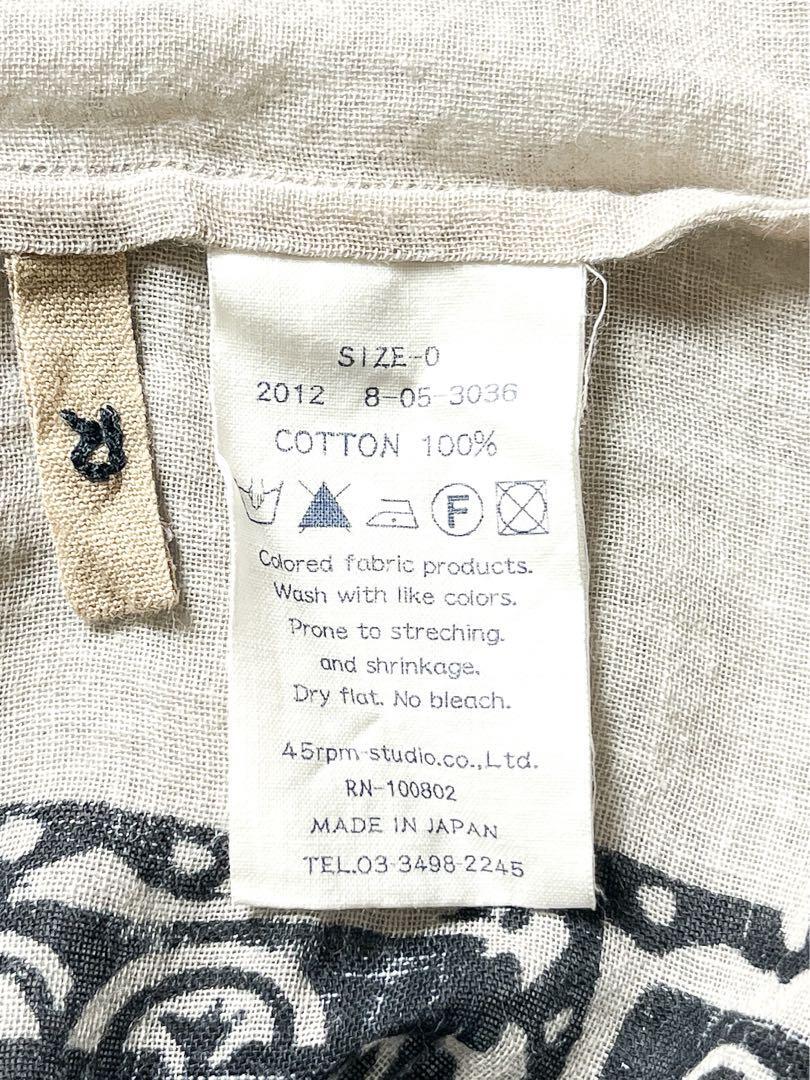 SIZE-0
2012 8-05-3036
COTTON 100%
F
Colored fabric products.
Wash with like colors.
Prone to streching.
and shrinkage.
Dry flat. No bleach.
45rpm-studio.co.,Ltd.
RN-100802
MADE IN JAPAN
TEL.03-3498-2245
R